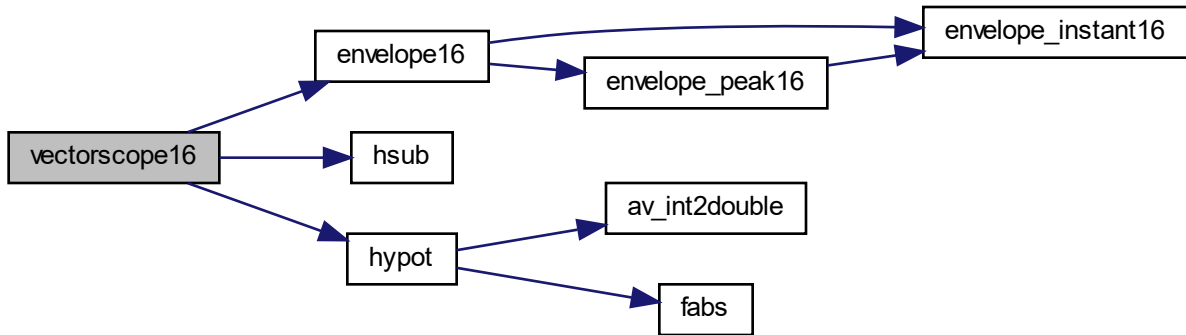 vectorscope16
envelope16
envelope_instant16
envelope_peak16
hsub
hypot
av_int2double
fabs